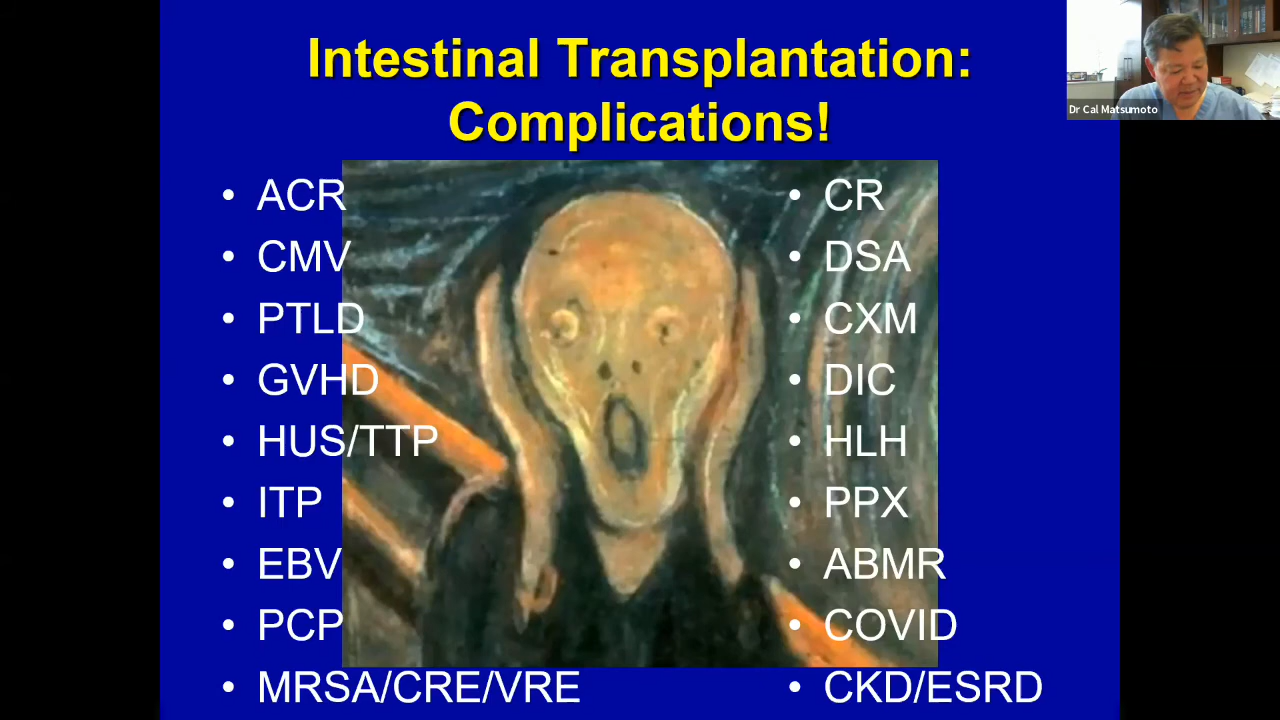 Intestinal Transplantation:
Complications!
Dr Cal Matsumoto
• ACR
• CMV
• PTLD
• GVHD
• HUS/TTP
• ITP
• EBV
• PCP
• MRSA/CRE/VRE
• CR
• DSA
• CXM
• DIC
• HLH
• PPX
• ABMR
• COVID
• CKD/ESRD